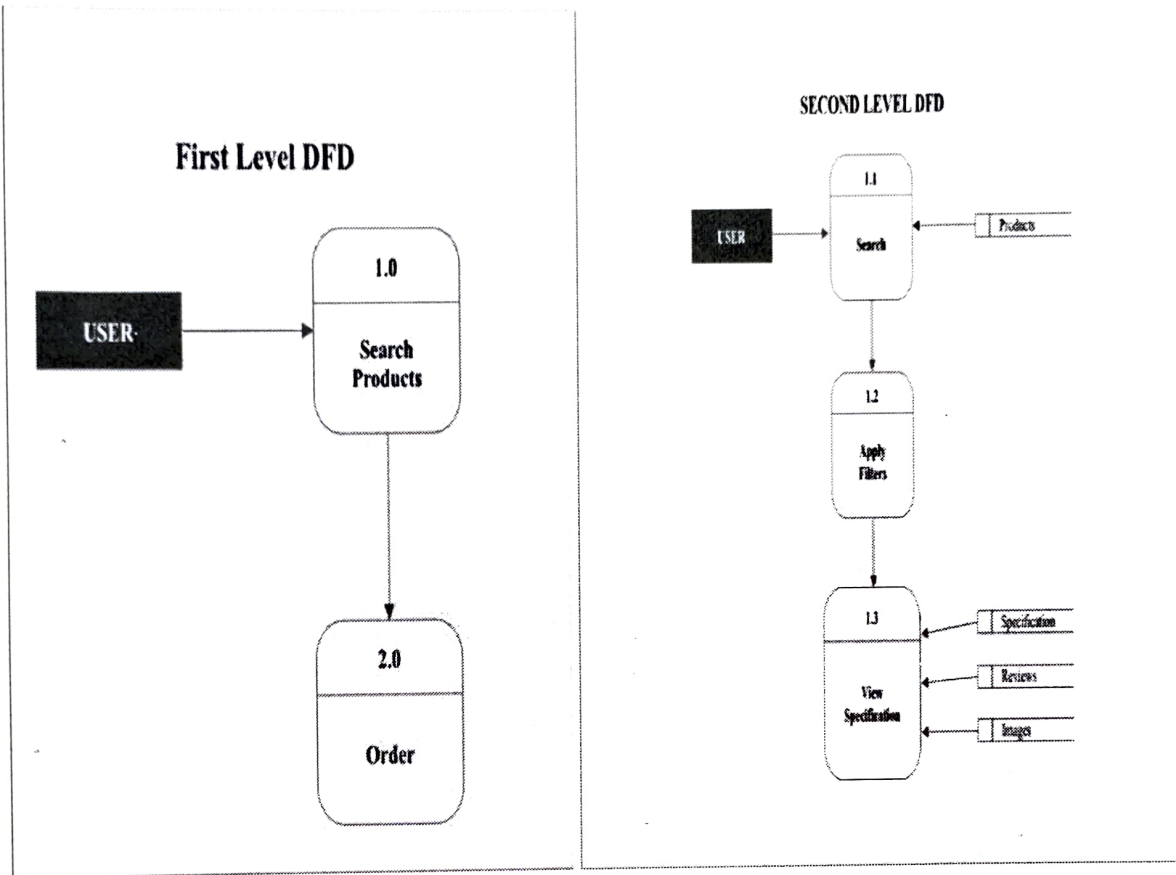 First Level DFD
1.0
USER
Search
Products
2.0
Order
SECOND LEVEL DFD
1.1
USER
Search
Products
1.2
Apply
Filters
1.3
View
Specification
Specification
Reviews
Images